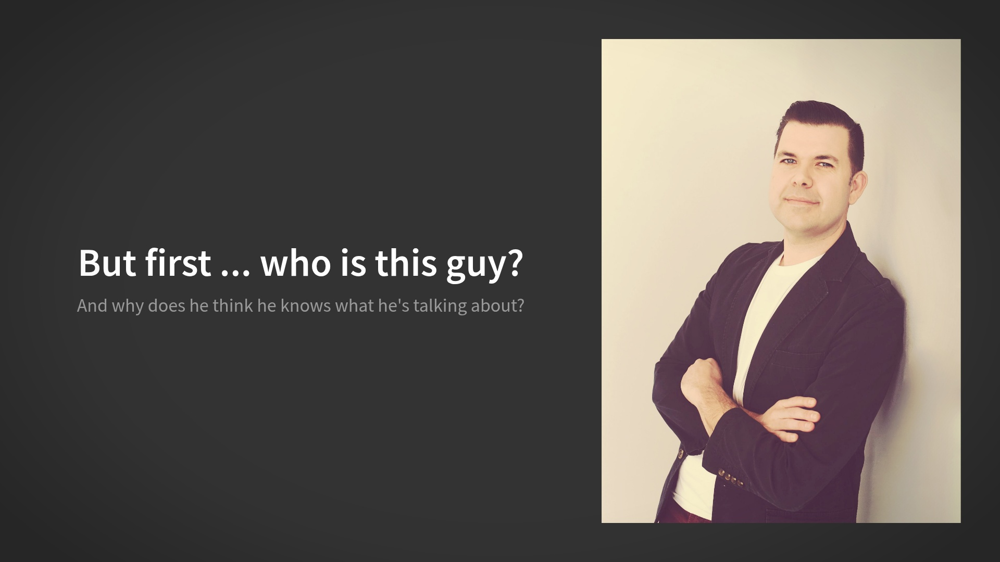 But first ... who is this guy?
And why does he think he knows what he's talking about?